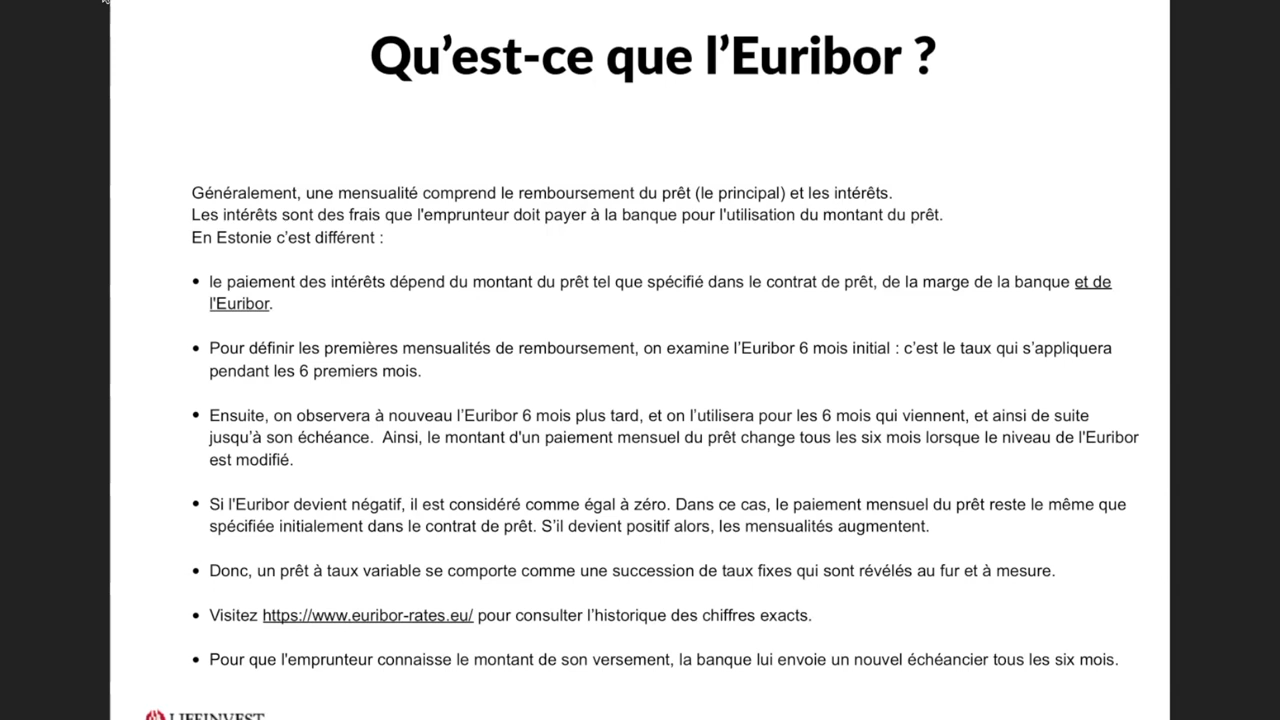 Qu’est-ce que l’Euribor ?
Généralement, une mensualité comprend le remboursement du prêt (le principal) et les intérêts.
Les intérêts sont des frais que l'emprunteur doit payer à la banque pour l'utilisation du montant du prêt.
En Estonie c’est différent :
• le paiement des intérêts dépend du montant du prêt tel que spécifié dans le contrat de prêt, de la marge de la banque et de
l'Euribor.
• Pour définir les premières mensualités de remboursement, on examine l’Euribor 6 mois initial : c’est le taux qui s’appliquera
pendant les 6 premiers mois.
• Ensuite, on observera à nouveau l’Euribor 6 mois plus tard, et on l’utilisera pour les 6 mois qui viennent, et ainsi de suite
jusqu’à son échéance.  Ainsi, le montant d'un paiement mensuel du prêt change tous les six mois lorsque le niveau de l'Euribor
est modifié.
• Si l'Euribor devient négatif, il est considéré comme égal à zéro. Dans ce cas, le paiement mensuel du prêt reste le même que
spécifiée initialement dans le contrat de prêt. S’il devient positif alors, les mensualités augmentent.
• Donc, un prêt à taux variable se comporte comme une succession de taux fixes qui sont révélés au fur et à mesure.
• Visitez https://www.euribor-rates.eu/ pour consulter l’historique des chiffres exacts.
• Pour que l'emprunteur connaisse le montant de son versement, la banque lui envoie un nouvel échéancier tous les six mois.
LIFEINVEST